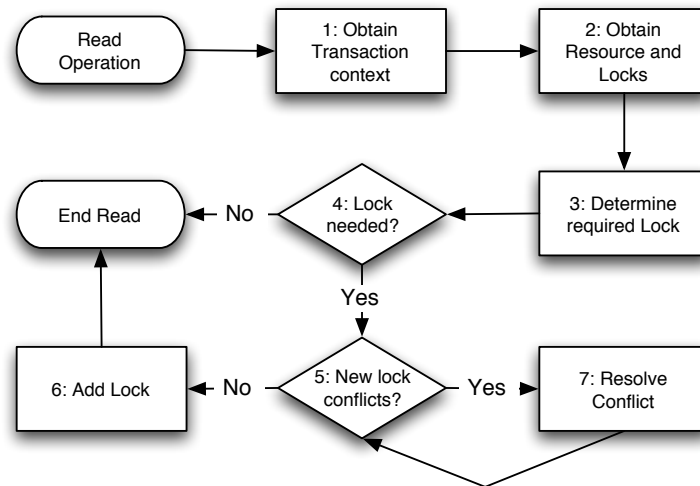 Read
Operation
1: Obtain
Transaction
context
2: Obtain
Resource and
Locks
3: Determine
required Lock
4: Lock
needed?
No
End Read
Yes
5: New lock
conflicts?
No
6: Add Lock
Yes
7: Resolve
Conflict